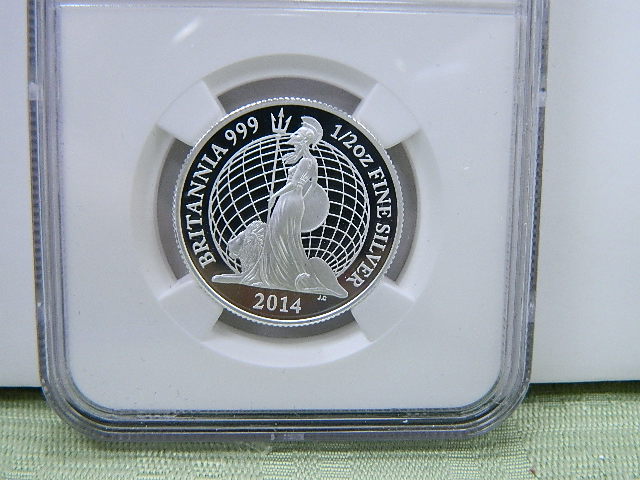 BRITANNIA 999
1/2oz FINE SILVER
2014